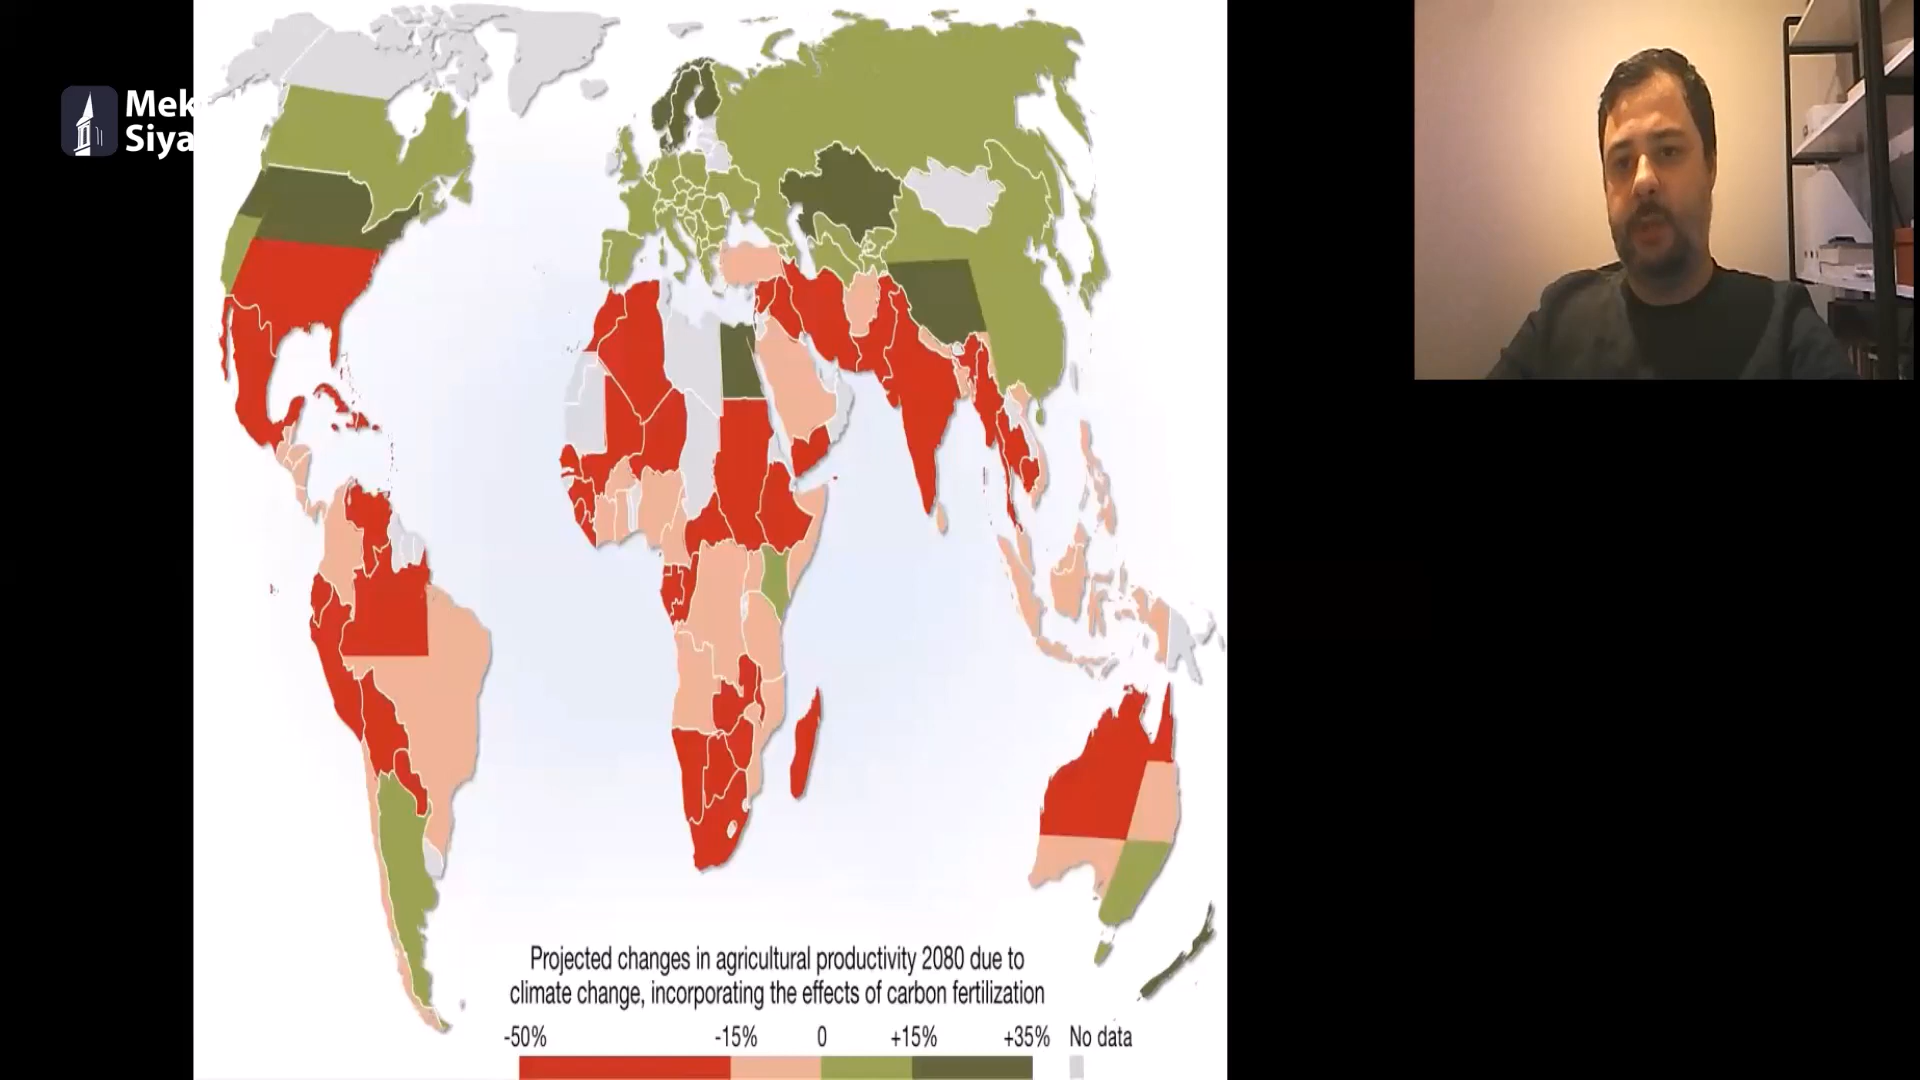 Mek
Siya
Projected changes in agricultural productivity 2080 due to
climate change, incorporating the effects of carbon fertilization
-50% -15% 0 +15% +35% No data